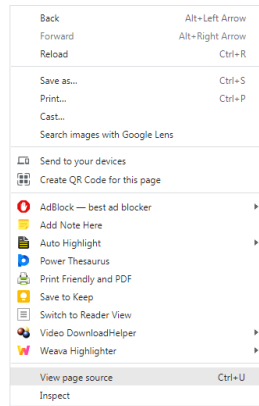 Back Alt+Left Arrow
Forward Alt+Right Arrow
Reload Ctrl+R
Save as... Ctrl+S
Print... Ctrl+P
Cast...
Search images with Google Lens
Send to your devices
Create QR Code for this page
AdBlock — best ad blocker
Add Note Here
Auto Highlight
Power Thesaurus
Print Friendly and PDF
Save to Keep
Switch to Reader View
Video DownloadHelper
Weava Highlighter
View page source Ctrl+U
Inspect